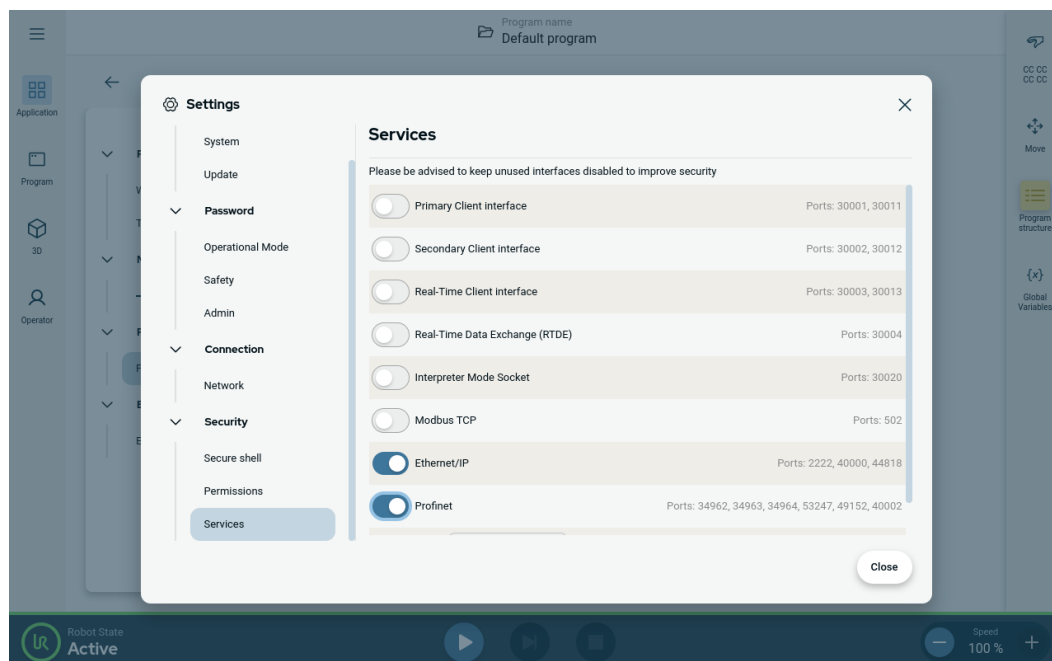 Program name
Default program
Application
Program
3D
Operator
CC CC
CC CC
Move
Program structure
{x}
Global Variables
Settings
System
Update
Password
Operational Mode
Safety
Admin
Connection
Network
Security
Secure shell
Permissions
Services
Services
Please be advised to keep unused interfaces disabled to improve security
Primary Client interface Ports: 30001, 30011
Secondary Client interface Ports: 30002, 30012
Real-Time Client interface Ports: 30003, 30013
Real-Time Data Exchange (RTDE) Ports: 30004
Interpreter Mode Socket Ports: 30020
Modbus TCP Ports: 502
Ethernet/IP Ports: 2222, 40000, 44818
Profinet Ports: 34962, 34963, 34964, 53247, 49152, 40002
Close
Robot State
Active
Speed
100 %